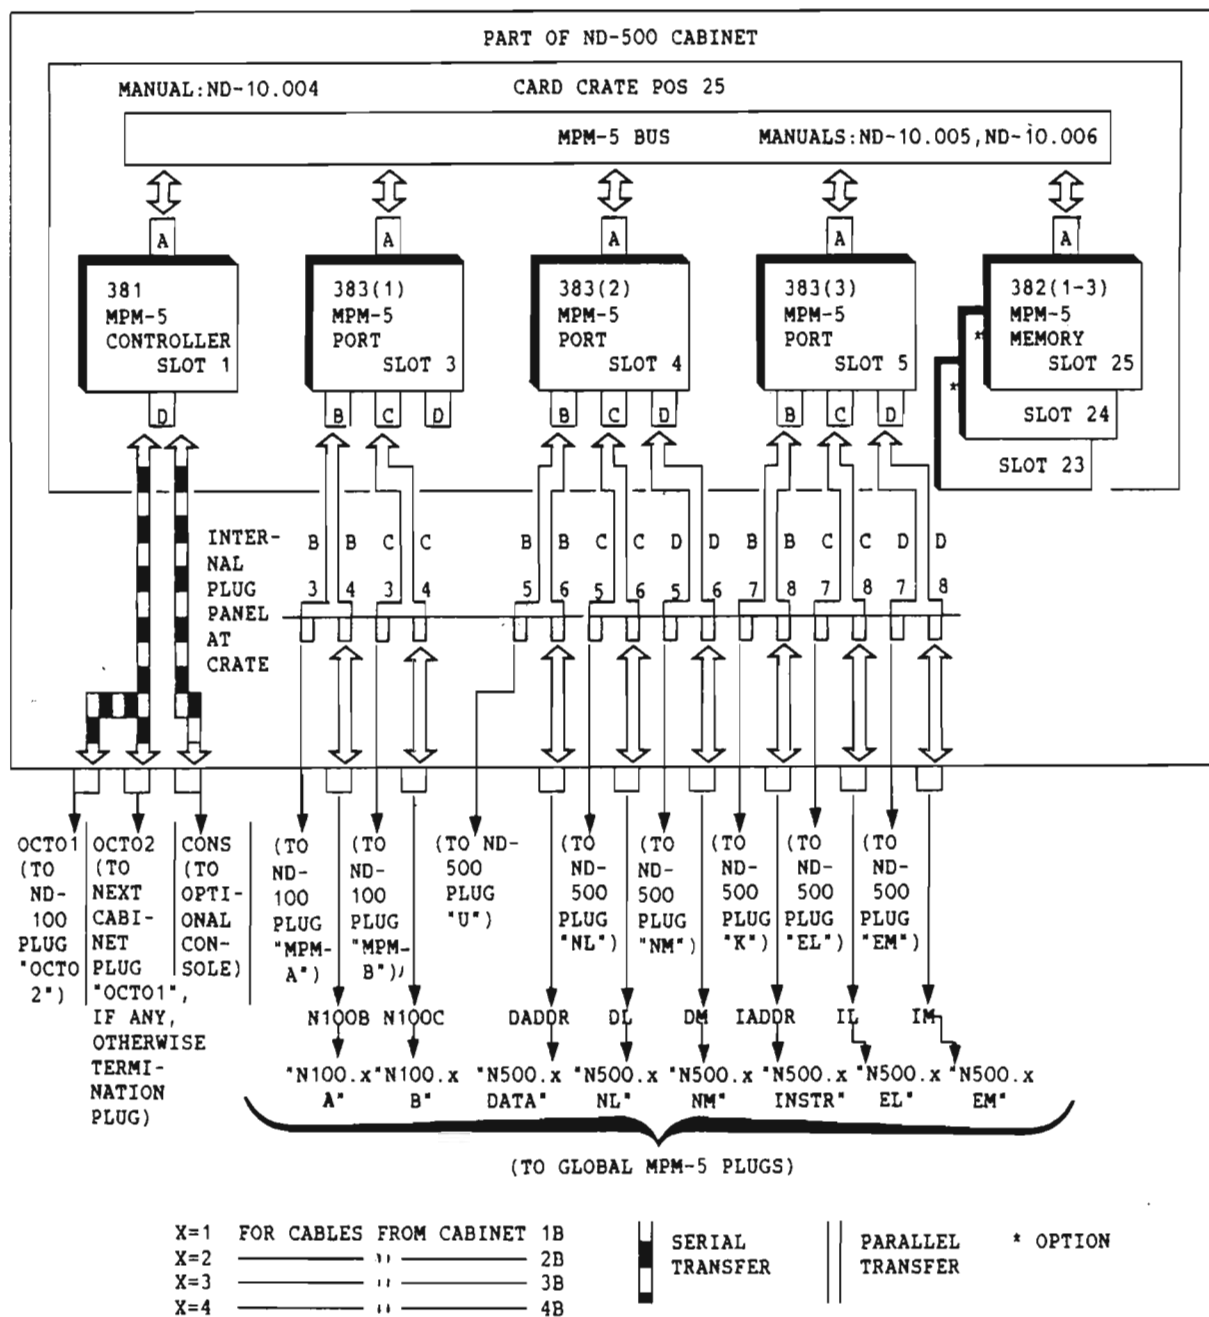 PART OF ND-500 CABINET
MANUAL:ND-10.004
CARD CRATE POS 25
MPM-5 BUS
MANUALS:ND-10.005,ND-10.006
A
A
A
A
A
381
MPM-5
CONTROLLER
SLOT 1
383(1)
MPM-5
PORT
SLOT 3
383(2)
MPM-5
PORT
SLOT 4
383(3)
MPM-5
PORT
SLOT 5
382(1-3)
MPM-5
MEMORY
SLOT 25
*
SLOT 24
*
SLOT 23
D
B C D
B C D
B C D
INTER-
NAL
PLUG
PANEL
AT
CRATE
B B C C B B C C D D B B C C D D
3 4 3 4 5 6 5 6 5 6 7 8 7 8 7 8
OCTO1
(TO
ND-
100
PLUG
"OCTO
2")
OCTO2
(TO
NEXT
CABI-
NET
PLUG
"OCTO1",
IF ANY,
OTHERWISE
TERMI-
NATION
PLUG)
CONS
(TO
OPTI-
ONAL
CON-
SOLE)
(TO
ND-
100
PLUG
"MPM-
A")
(TO
ND-
100
PLUG
"MPM-
B")
(TO ND-
500
PLUG
"U")
(TO
ND-
500
PLUG
"NL")
(TO
ND-
500
PLUG
"NM")
(TO
ND-
500
PLUG
"K")
(TO
ND-
500
PLUG
"EL")
(TO
ND-
500
PLUG
"EM")
N100B N100C DADDR DL DM IADDR IL IM
"N100.x
A"
"N100.x
B"
"N500.x
DATA"
"N500.x
NL"
"N500.x
NM"
"N500.x
INSTR"
"N500.x
EL"
"N500.x
EM"
(TO GLOBAL MPM-5 PLUGS)
X=1 FOR CABLES FROM CABINET 1B
X=2 —— '' —— 2B
X=3 —— '' —— 3B
X=4 —— '' —— 4B
SERIAL
TRANSFER
PARALLEL
TRANSFER
* OPTION